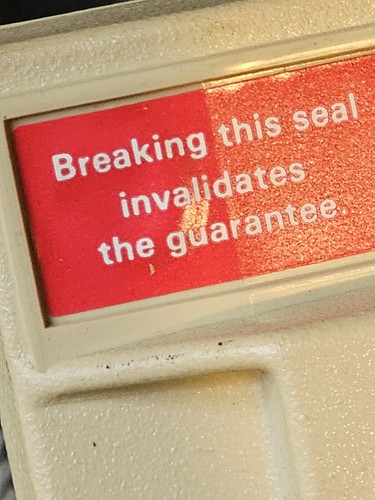 Breaking this seal
invalidates
the guarantee.